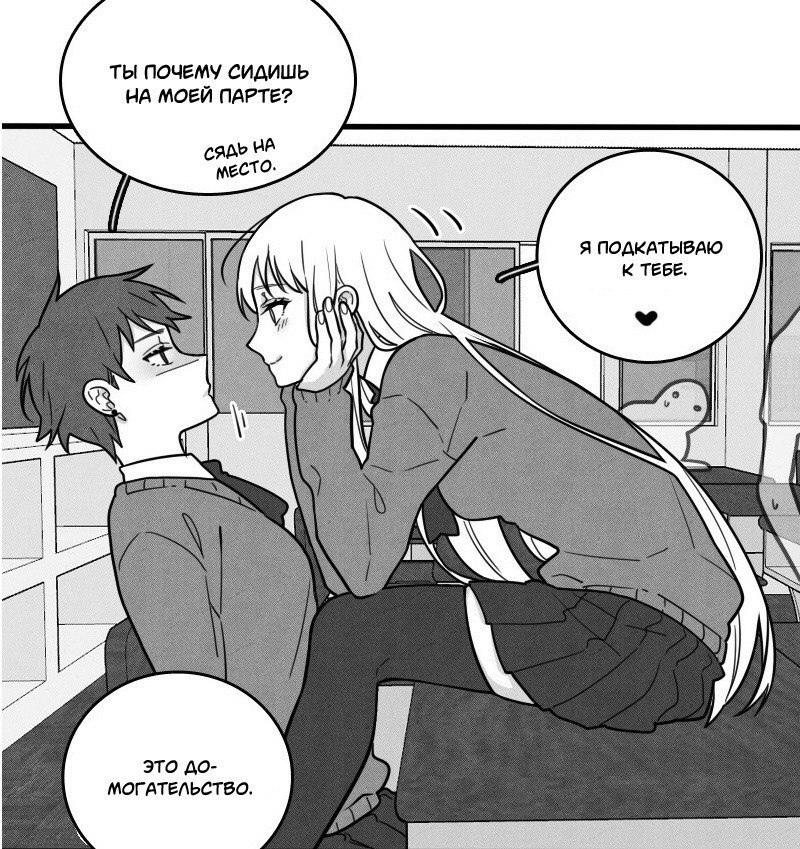 ТЫ ПОЧЕМУ СИДИШЬ
НА МОЕЙ ПАРТЕ?
СЯДЬ НА
МЕСТО.
Я ПОДКАТЫВАЮ
К ТЕБЕ.
ЭТО ДО-
МОГАТЕЛЬСТВО.